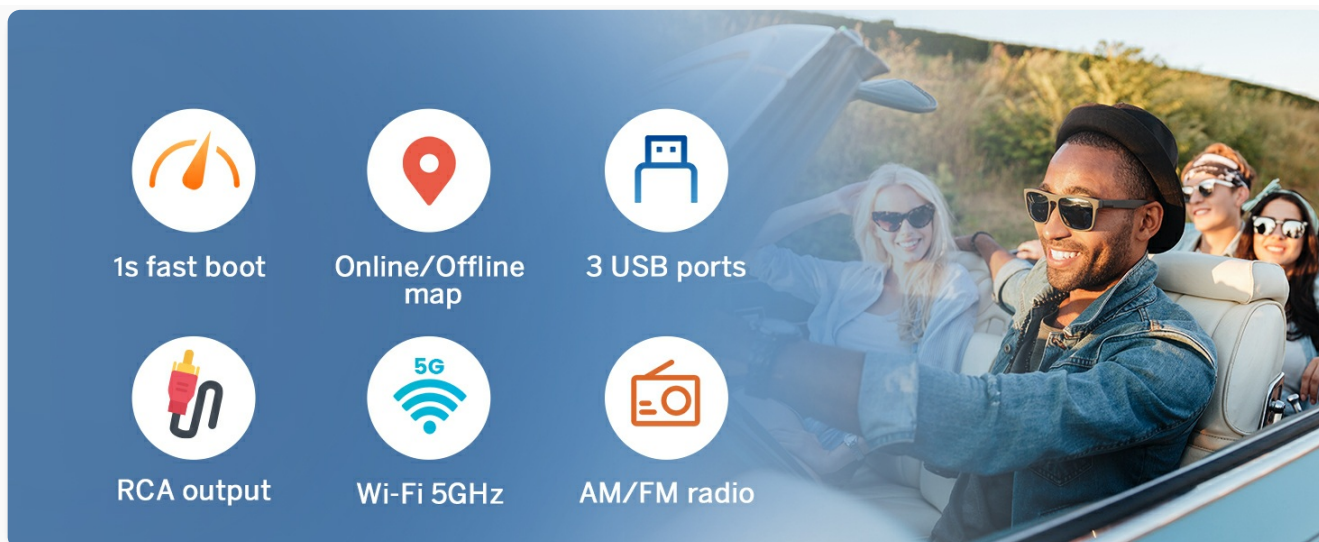 1s fast boot
Online/Offline
map
3 USB ports
RCA output
5G
Wi-Fi 5GHz
AM/FM radio